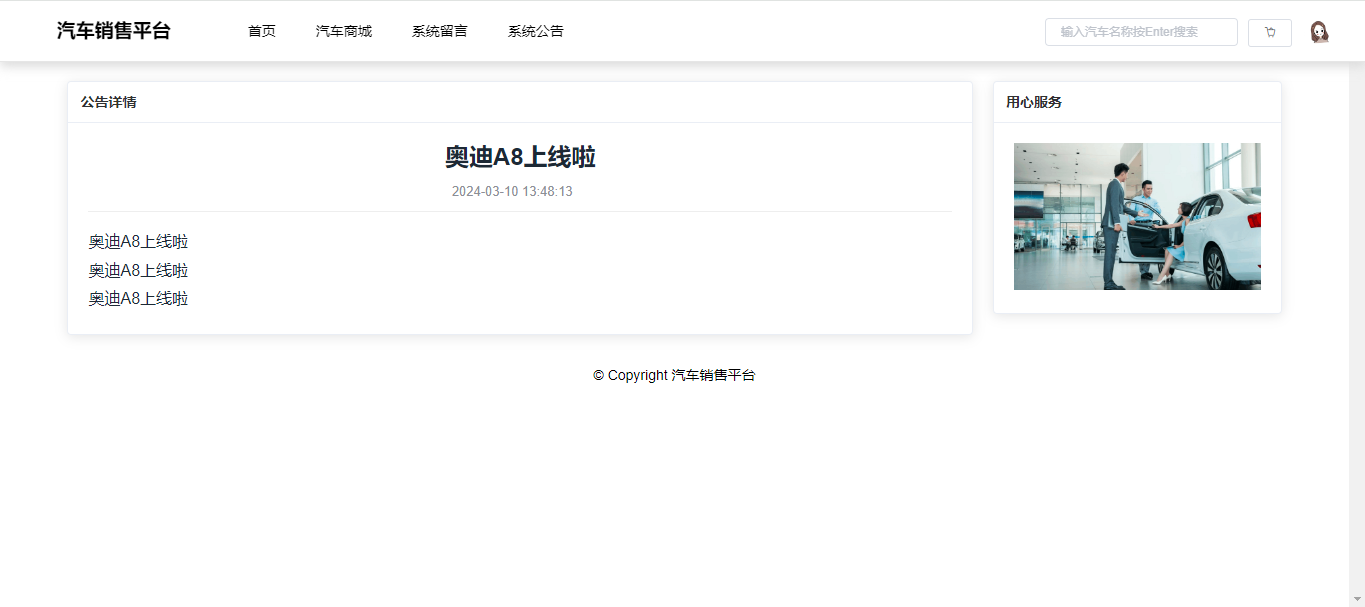 汽车销售平台
首页
汽车商城
系统留言
系统公告
输入汽车名称按Enter搜索
公告详情
奥迪A8上线啦
2024-03-10 13:48:13
奥迪A8上线啦
奥迪A8上线啦
奥迪A8上线啦
用心服务
© Copyright 汽车销售平台